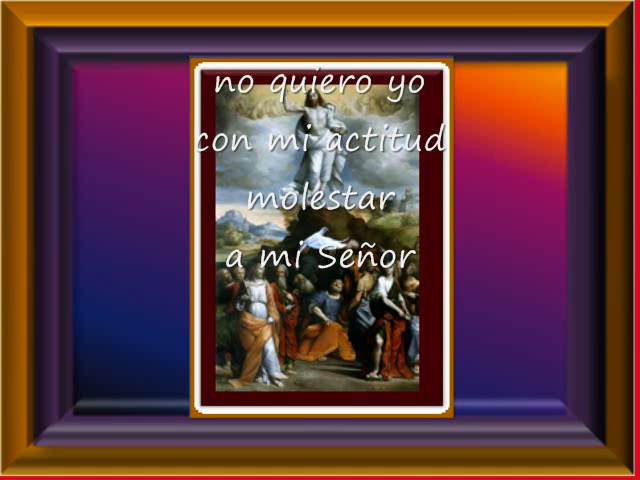 no quiero yo
con mi actitud
molestar
a mi Señor